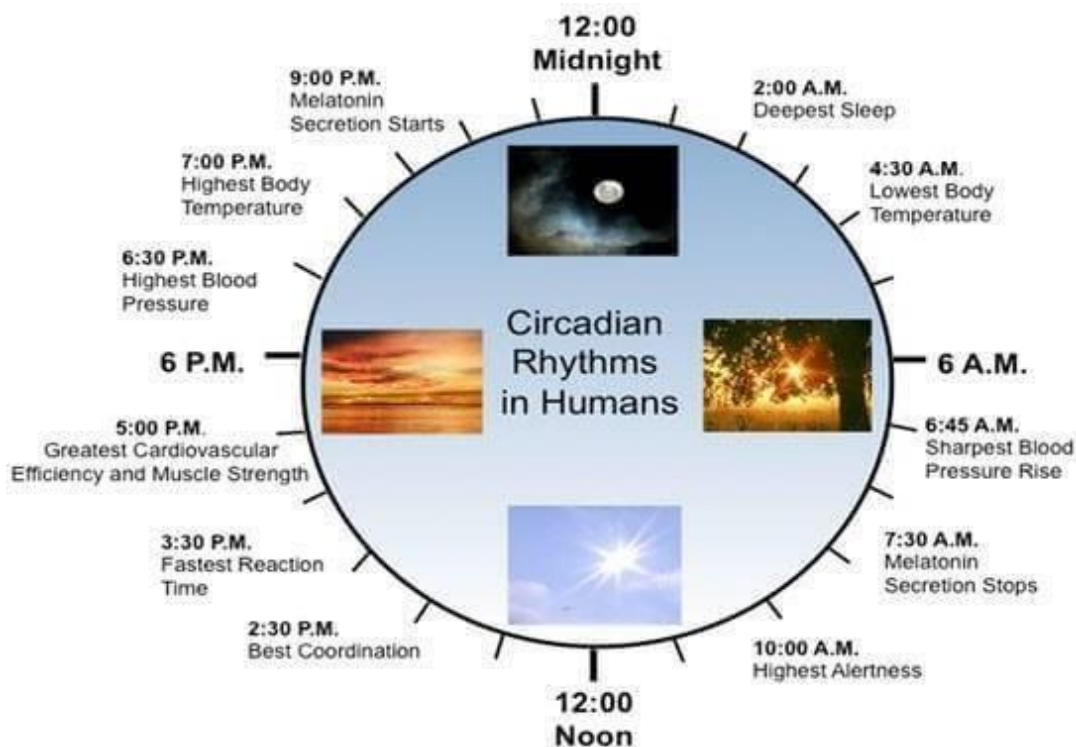 12:00
Midnight
2:00 A.M.
Deepest Sleep
4:30 A.M.
Lowest Body
Temperature
6 A.M.
6:45 A.M.
Sharpest Blood
Pressure Rise
7:30 A.M.
Melatonin
Secretion Stops
10:00 A.M.
Highest Alertness
12:00
Noon
2:30 P.M.
Best Coordination
3:30 P.M.
Fastest Reaction
Time
5:00 P.M.
Greatest Cardiovascular
Efficiency and Muscle Strength
6 P.M.
6:30 P.M.
Highest Blood
Pressure
7:00 P.M.
Highest Body
Temperature
9:00 P.M.
Melatonin
Secretion Starts
Circadian
Rhythms
in Humans